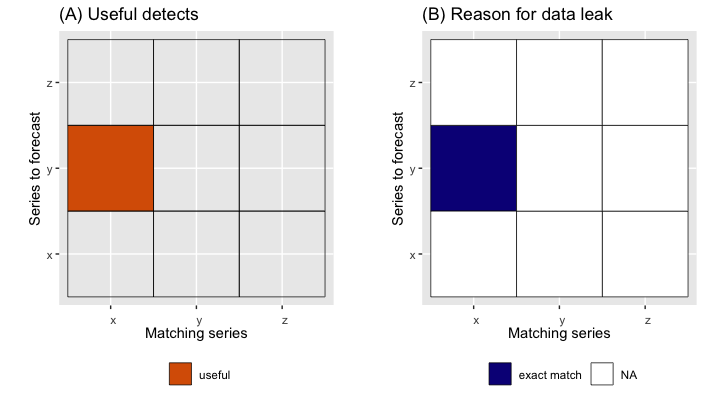 (A) Useful detects
Series to forecast
z
y
x
x y z
Matching series
useful
(B) Reason for data leak
Series to forecast
z
y
x
x y z
Matching series
exact match NA